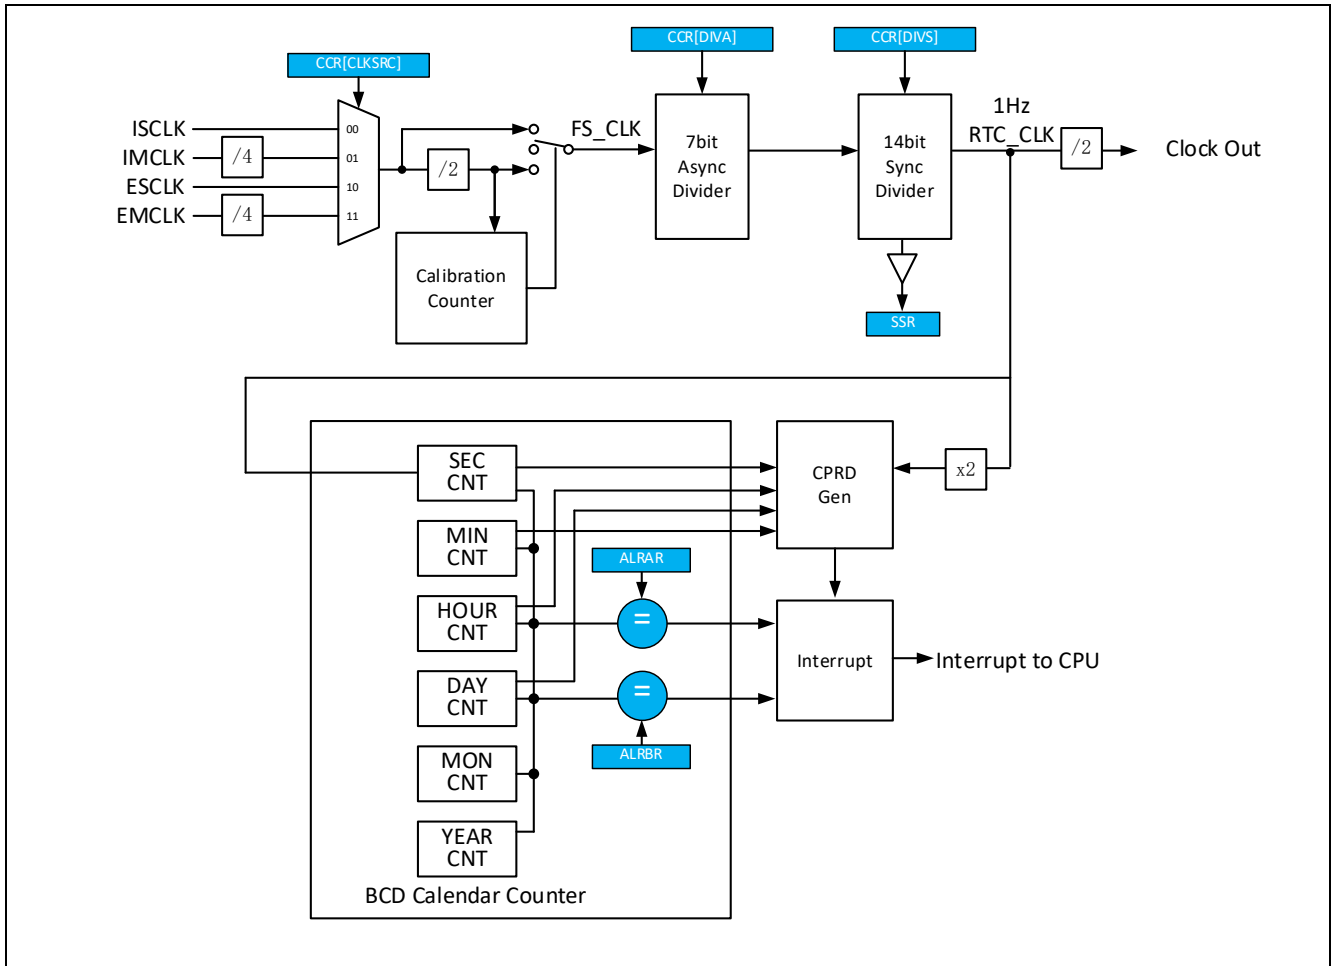 CCR[CLKSRC]
CCR[DIVA]
CCR[DIVS]
ISCLK
IMCLK
ESCLK
EMCLK
/4
/4
00
01
10
11
/2
Calibration
Counter
FS_CLK
7bit
Async
Divider
14bit
Sync
Divider
SSR
1Hz
RTC_CLK
/2
Clock Out
SEC
CNT
MIN
CNT
HOUR
CNT
DAY
CNT
MON
CNT
YEAR
CNT
BCD Calendar Counter
ALRAR
=
=
ALRBR
CPRD
Gen
x2
Interrupt
Interrupt to CPU